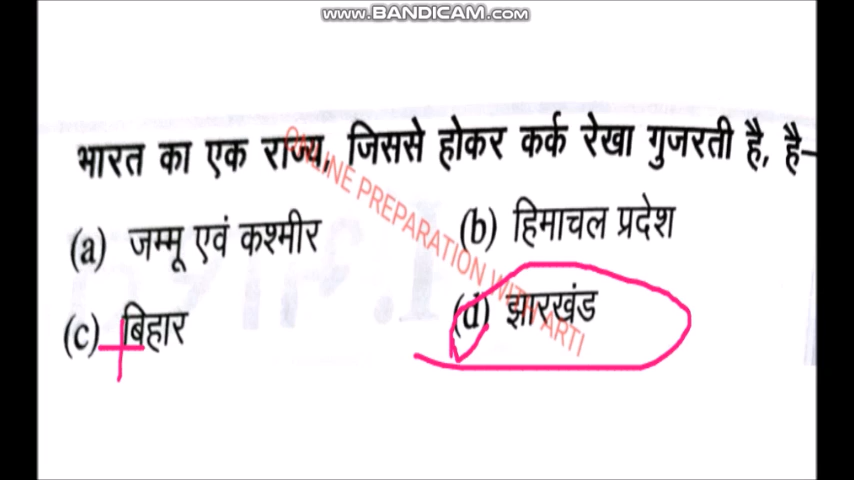 www.BANDICAM.com
भारत का एक राज्य, जिससे होकर कर्क रेखा गुजरती है, है–
(a) जम्मू एवं कश्मीर (b) हिमाचल प्रदेश
(c) बिहार (d) झारखंड
ONLINE PREPARATION WITH ARTI